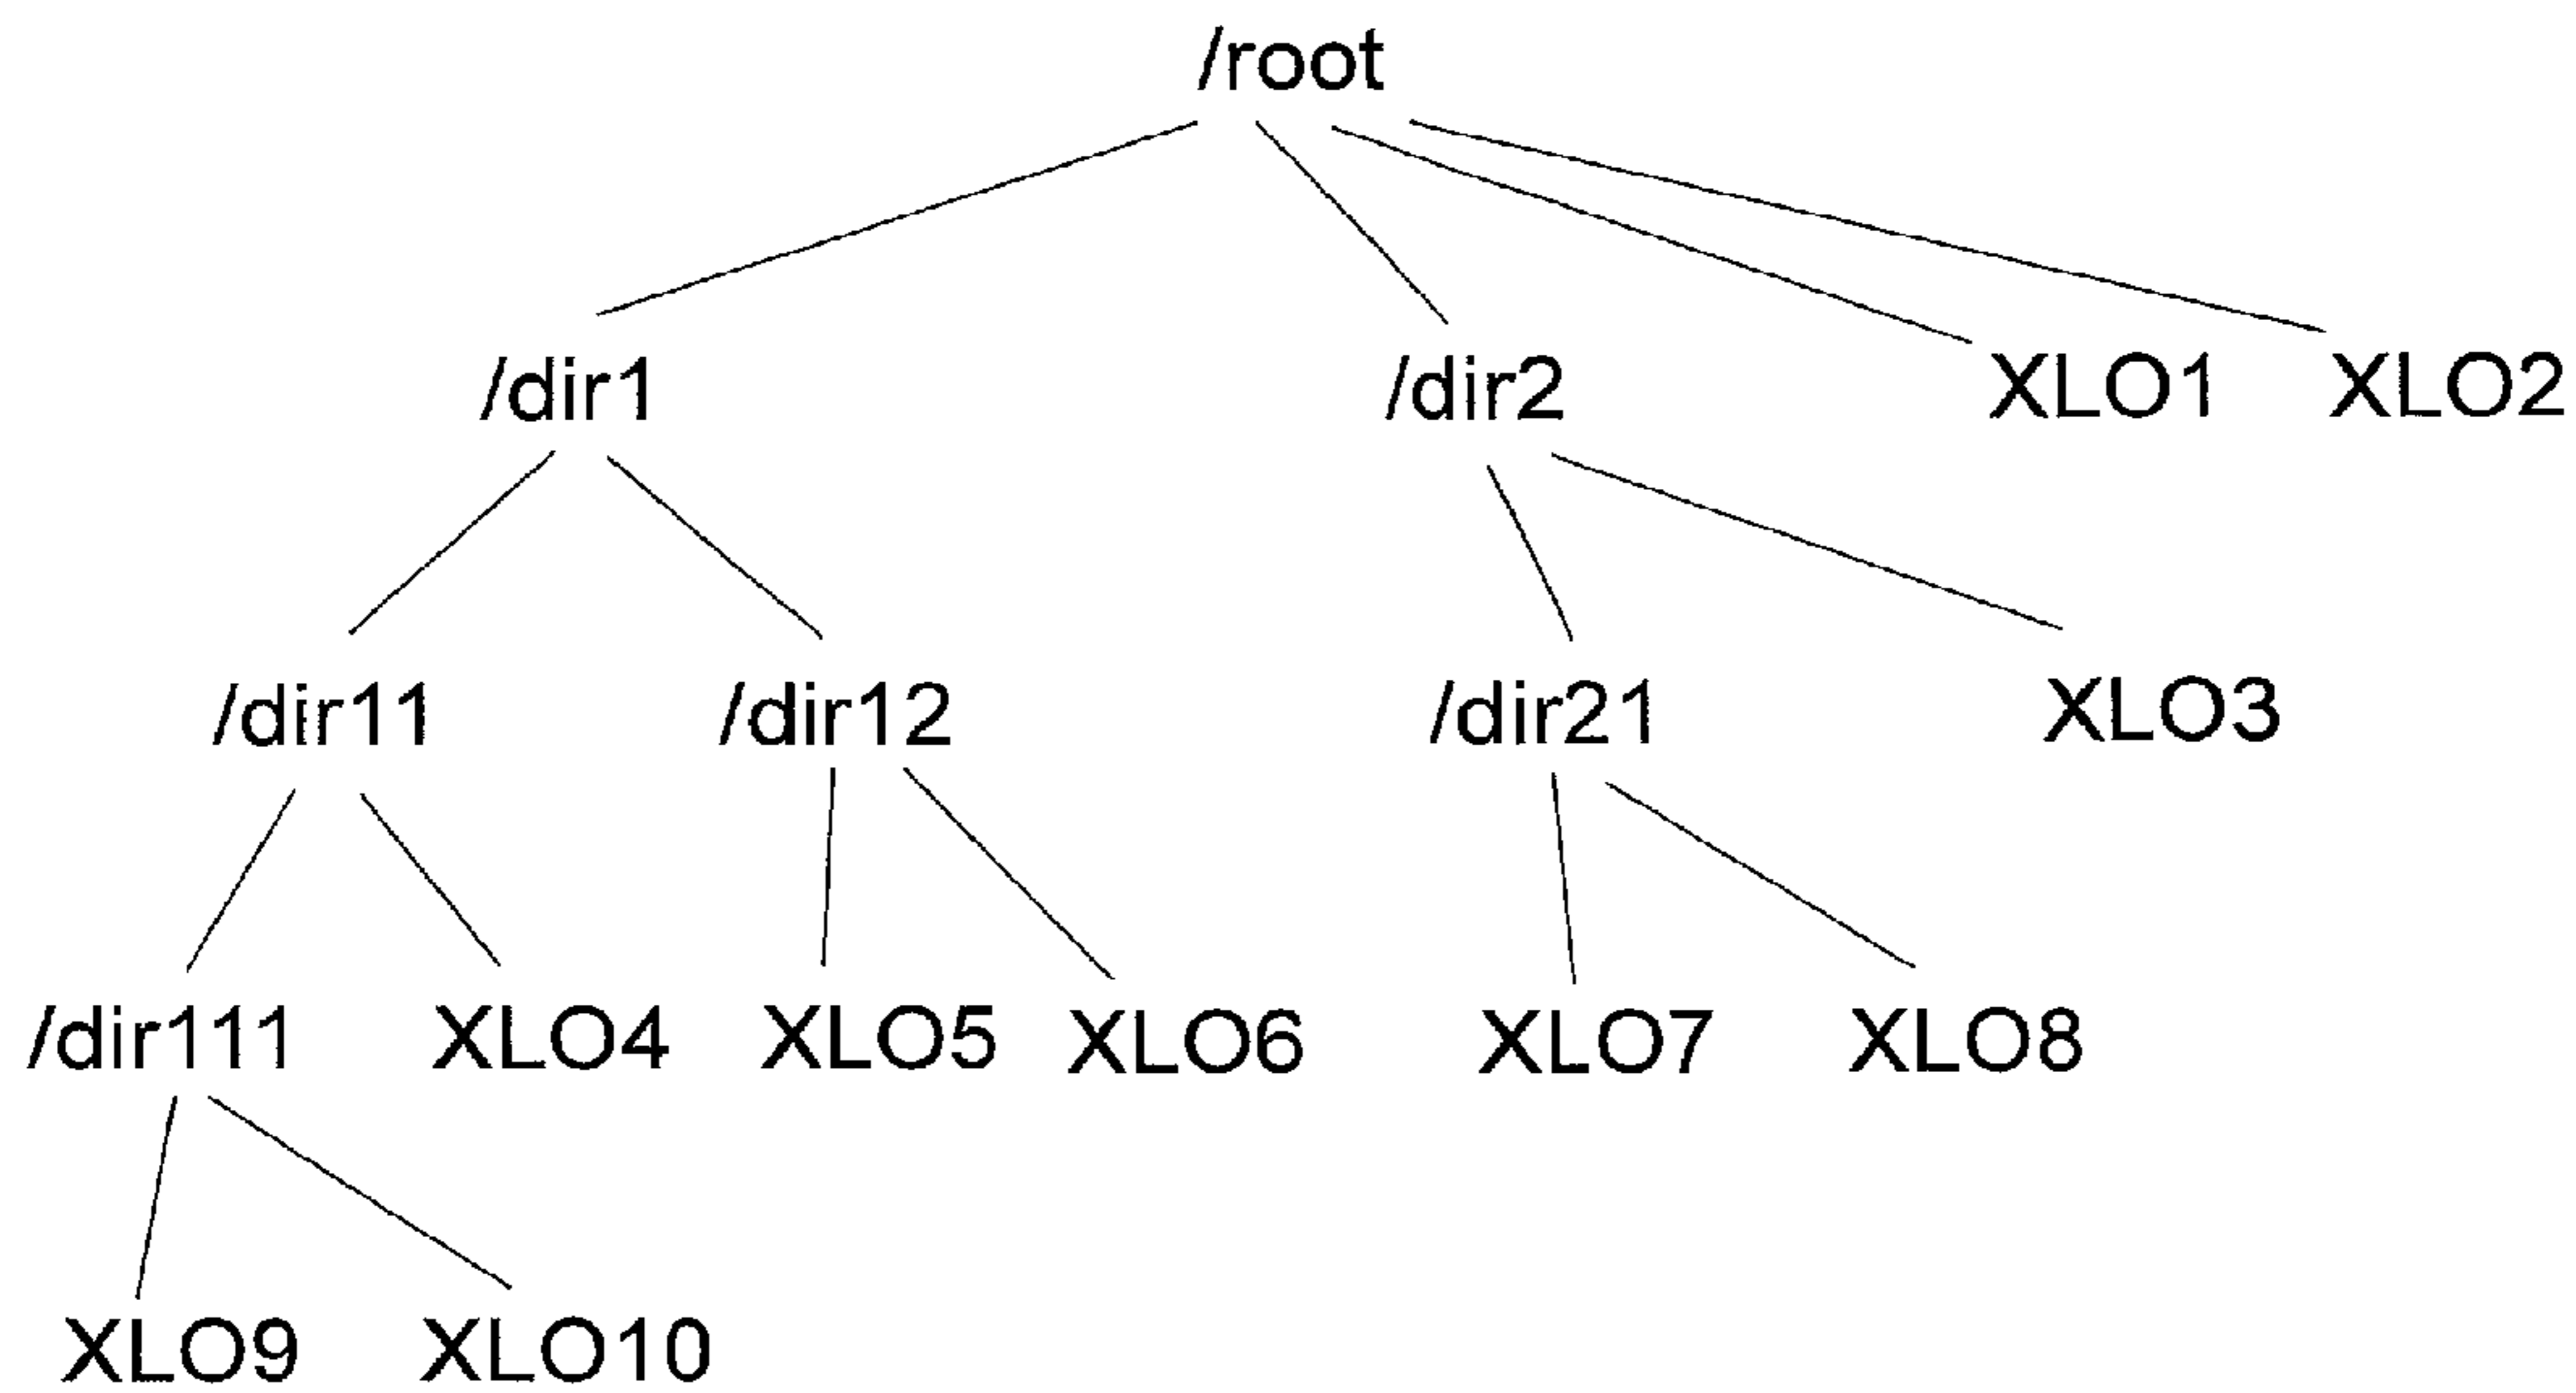 /root
/dir1 /dir2 XLO1 XLO2
/dir11 /dir12 /dir21 XLO3
/dir111 XLO4 XLO5 XLO6 XLO7 XLO8
XLO9 XLO10